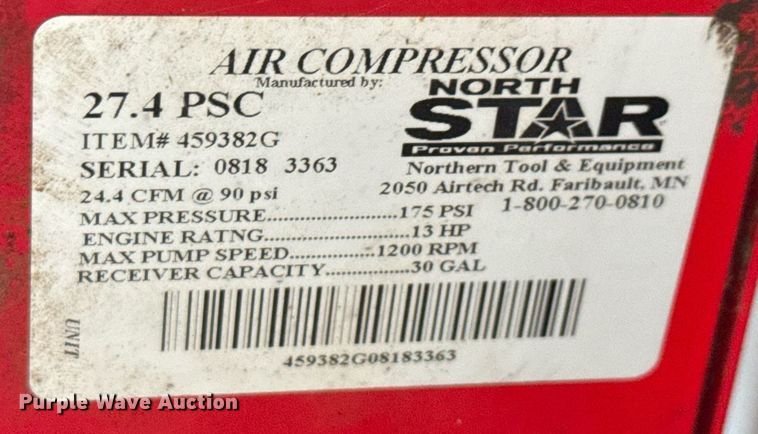 AIR COMPRESSOR
Manufactured by:
NORTH
STAR
Proven Performance
27.4 PSC
ITEM# 459382G
SERIAL: 0818 3363
Northern Tool & Equipment
24.4 CFM @ 90 psi
2050 Airtech Rd. Faribault, MN
1-800-270-0810
MAX PRESSURE..............................175 PSI
ENGINE RATNG..............................13 HP
MAX PUMP SPEED....................1200 RPM
RECEIVER CAPACITY..................30 GAL
UNIT
459382G08183363
Purple Wave Auction